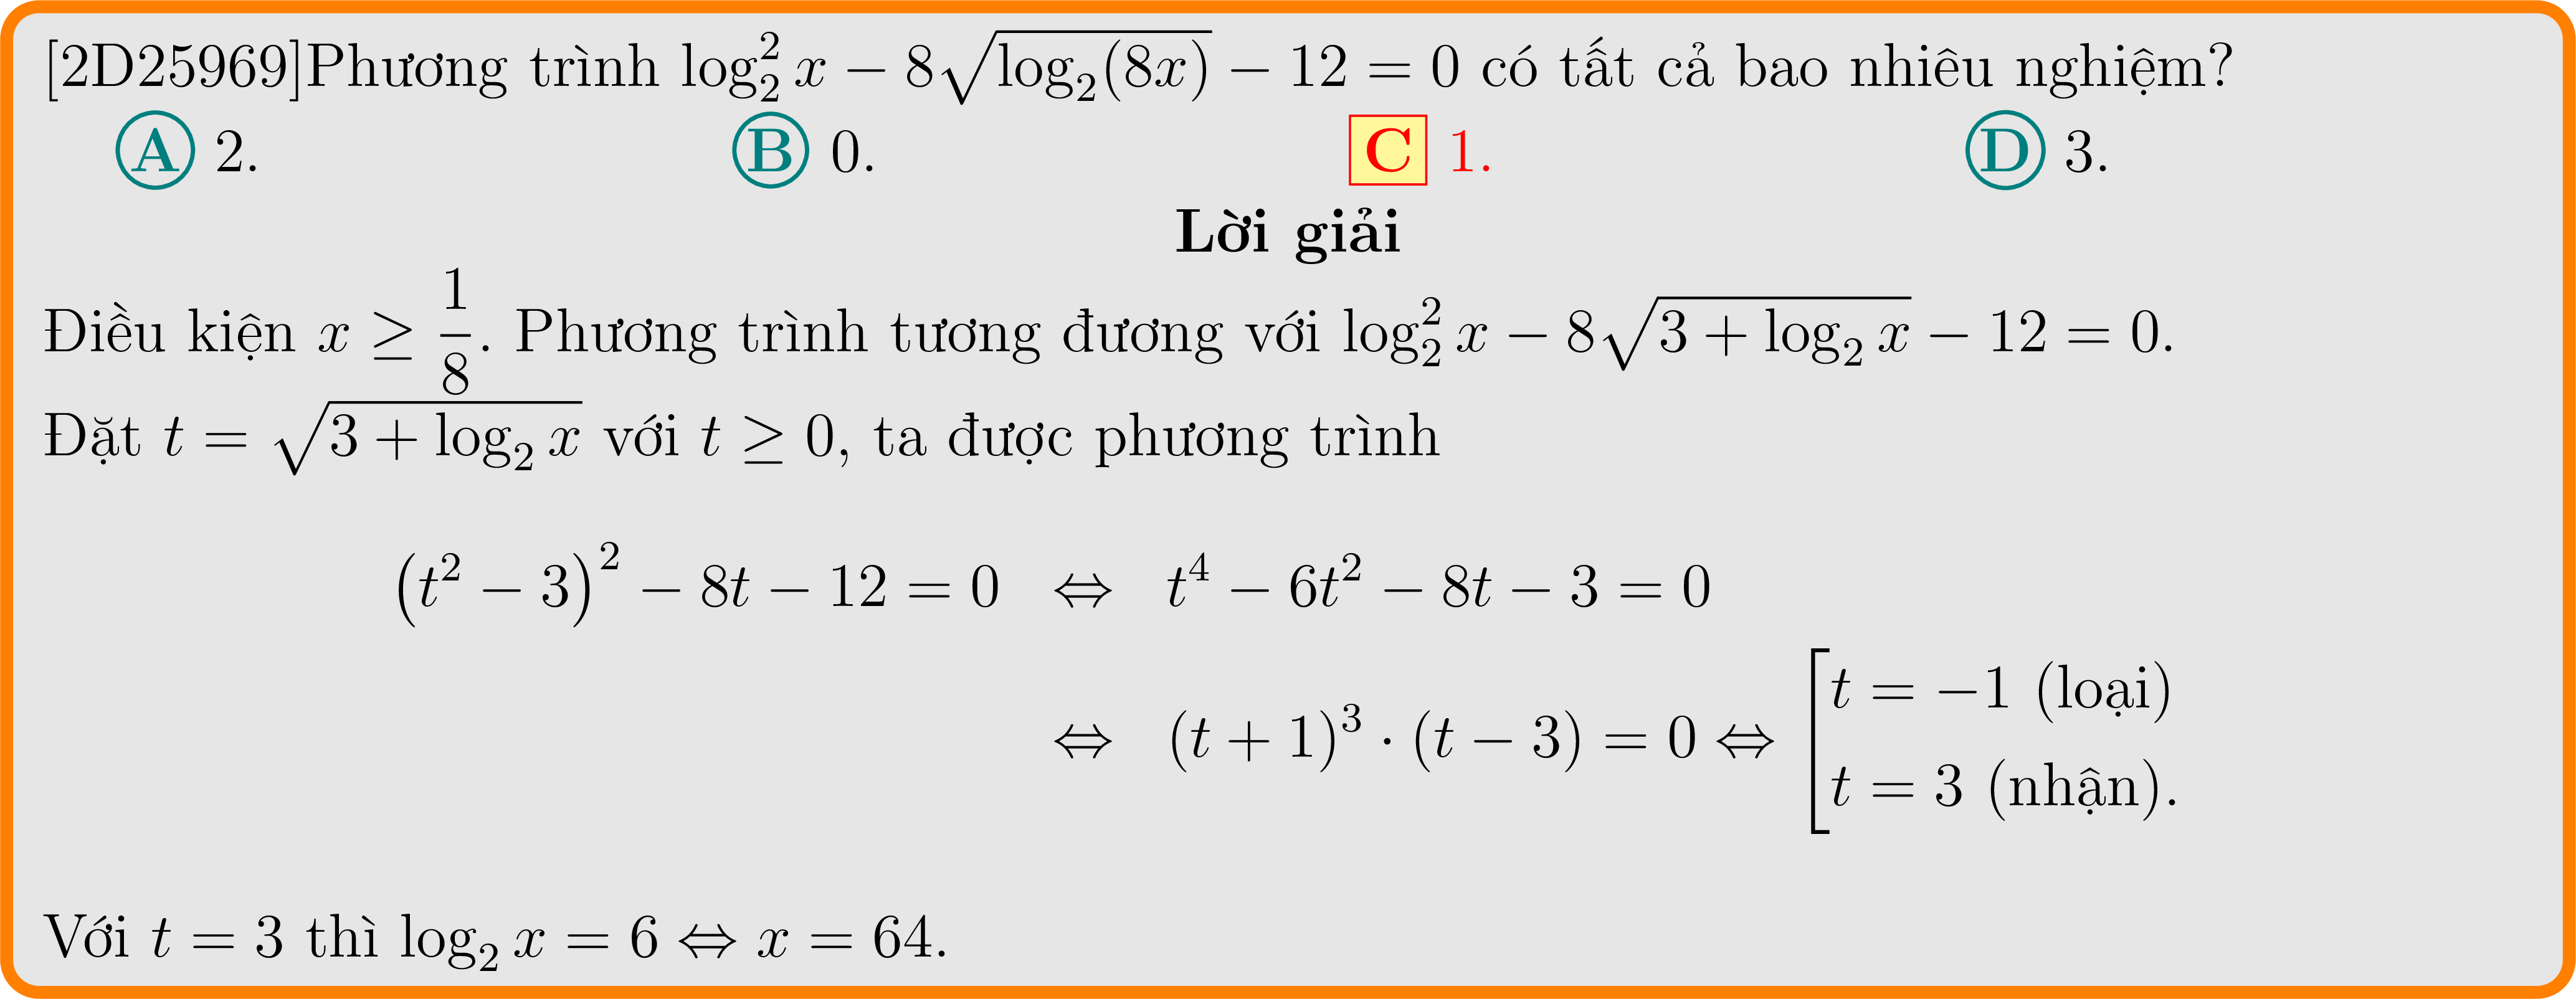 [2D25969]Phương trình $\log_2^2 x - 8\sqrt{\log_2(8x)} - 12 = 0$ có tất cả bao nhiêu nghiệm?
A 2. B 0. C 1. D 3.
Lời giải
Điều kiện $x \geq \dfrac{1}{8}$. Phương trình tương đương với $\log_2^2 x - 8\sqrt{3 + \log_2 x} - 12 = 0$.
Đặt $t = \sqrt{3 + \log_2 x}$ với $t \geq 0$, ta được phương trình
$(t^2 - 3)^2 - 8t - 12 = 0 \Leftrightarrow t^4 - 6t^2 - 8t - 3 = 0$
$\Leftrightarrow (t + 1)^3 \cdot (t - 3) = 0 \Leftrightarrow \left[\begin{array}{l} t = -1 \text{ (loại)} \\ t = 3 \text{ (nhận)}. \end{array}\right.$
Với $t = 3$ thì $\log_2 x = 6 \Leftrightarrow x = 64$.